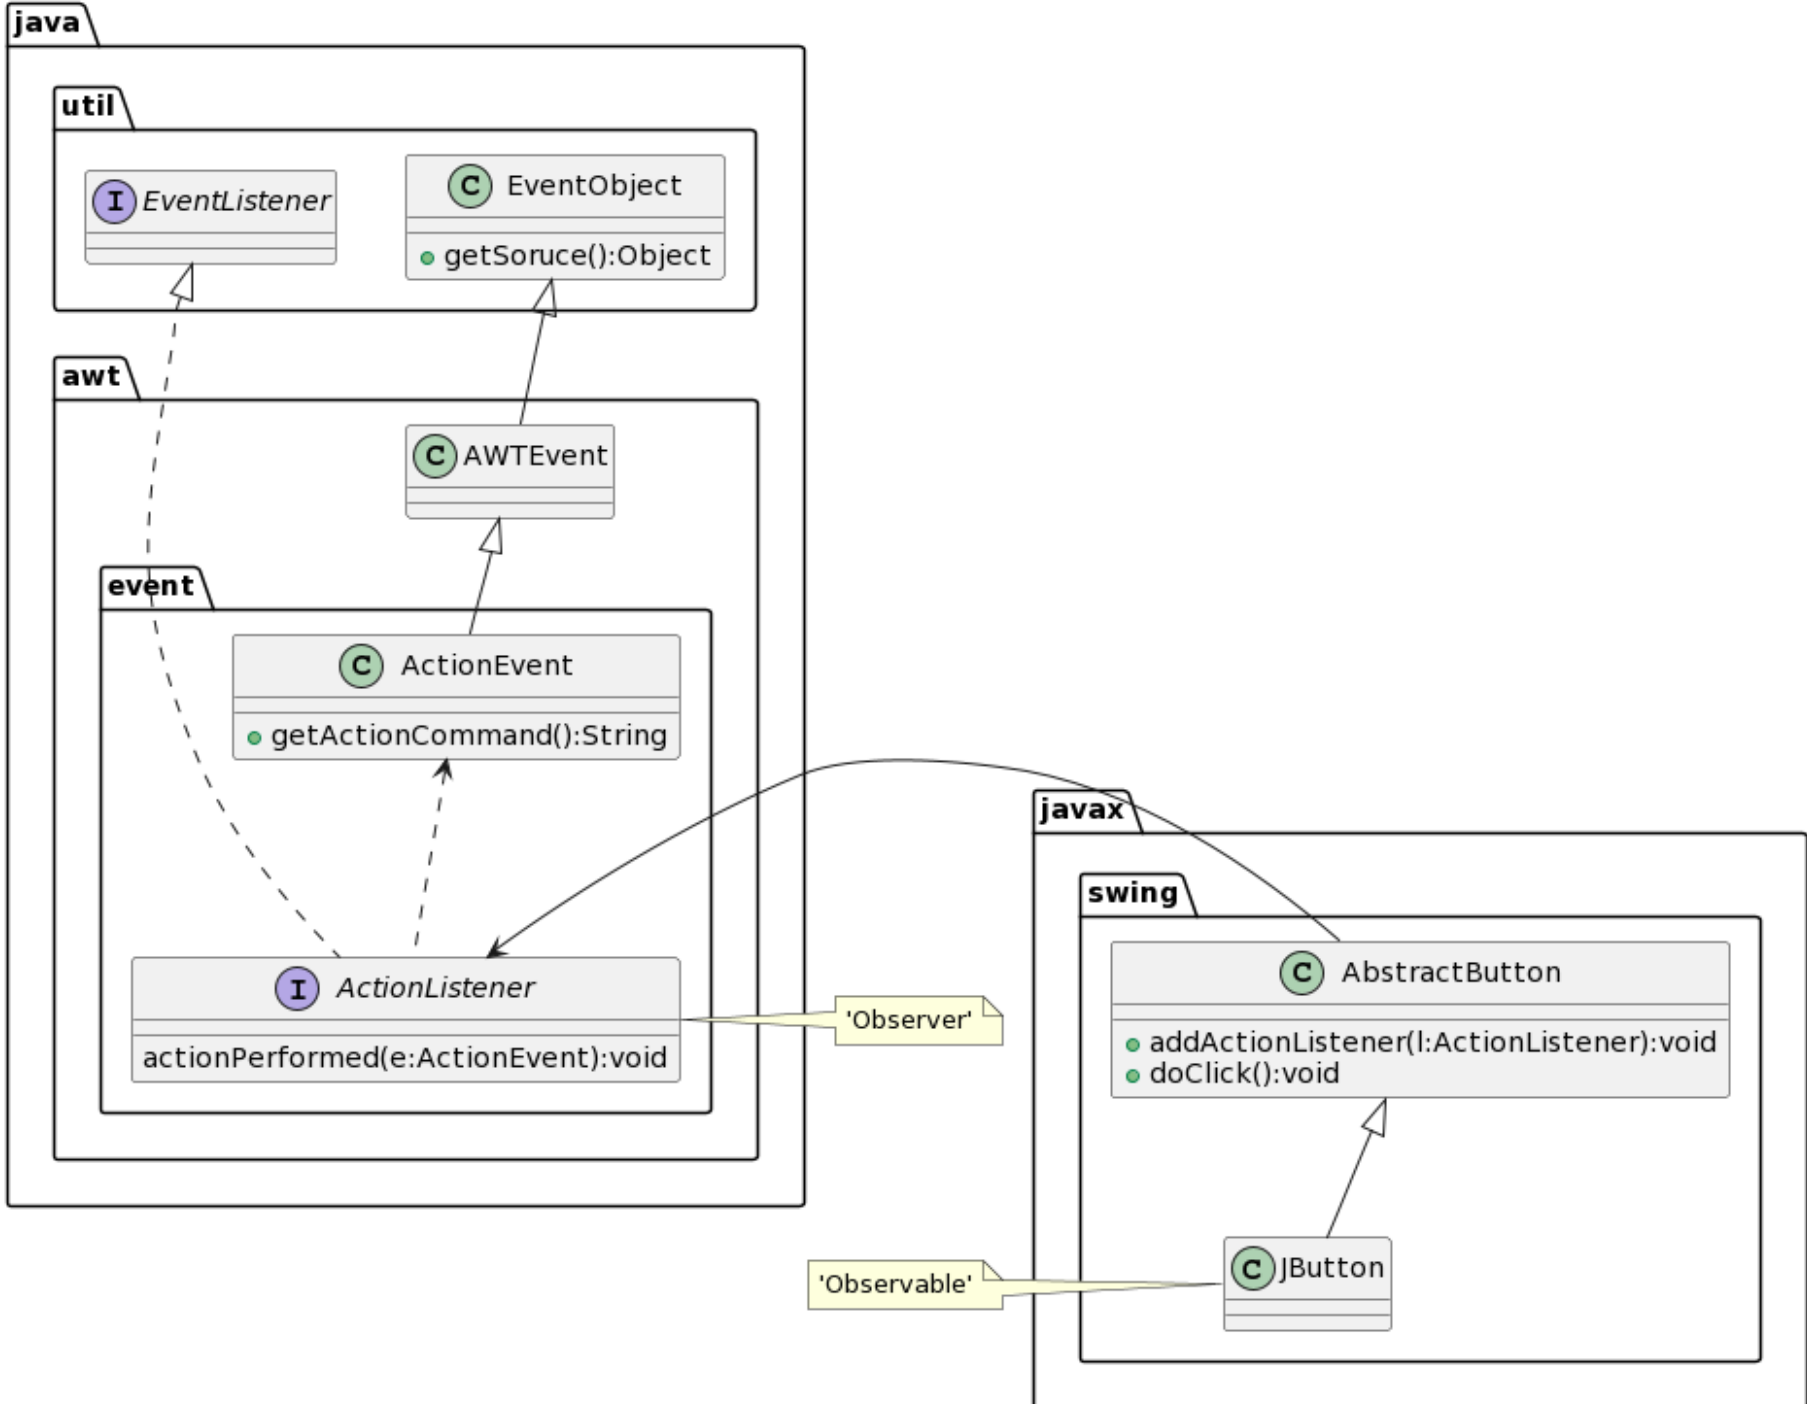 java
util
I EventListener
C EventObject
getSoruce():Object
awt
C AWTEvent
event
C ActionEvent
getActionCommand():String
javax
swing
I ActionListener
actionPerformed(e:ActionEvent):void
'Observer'
C AbstractButton
addActionListener(l:ActionListener):void
doClick():void
'Observable'
C JButton